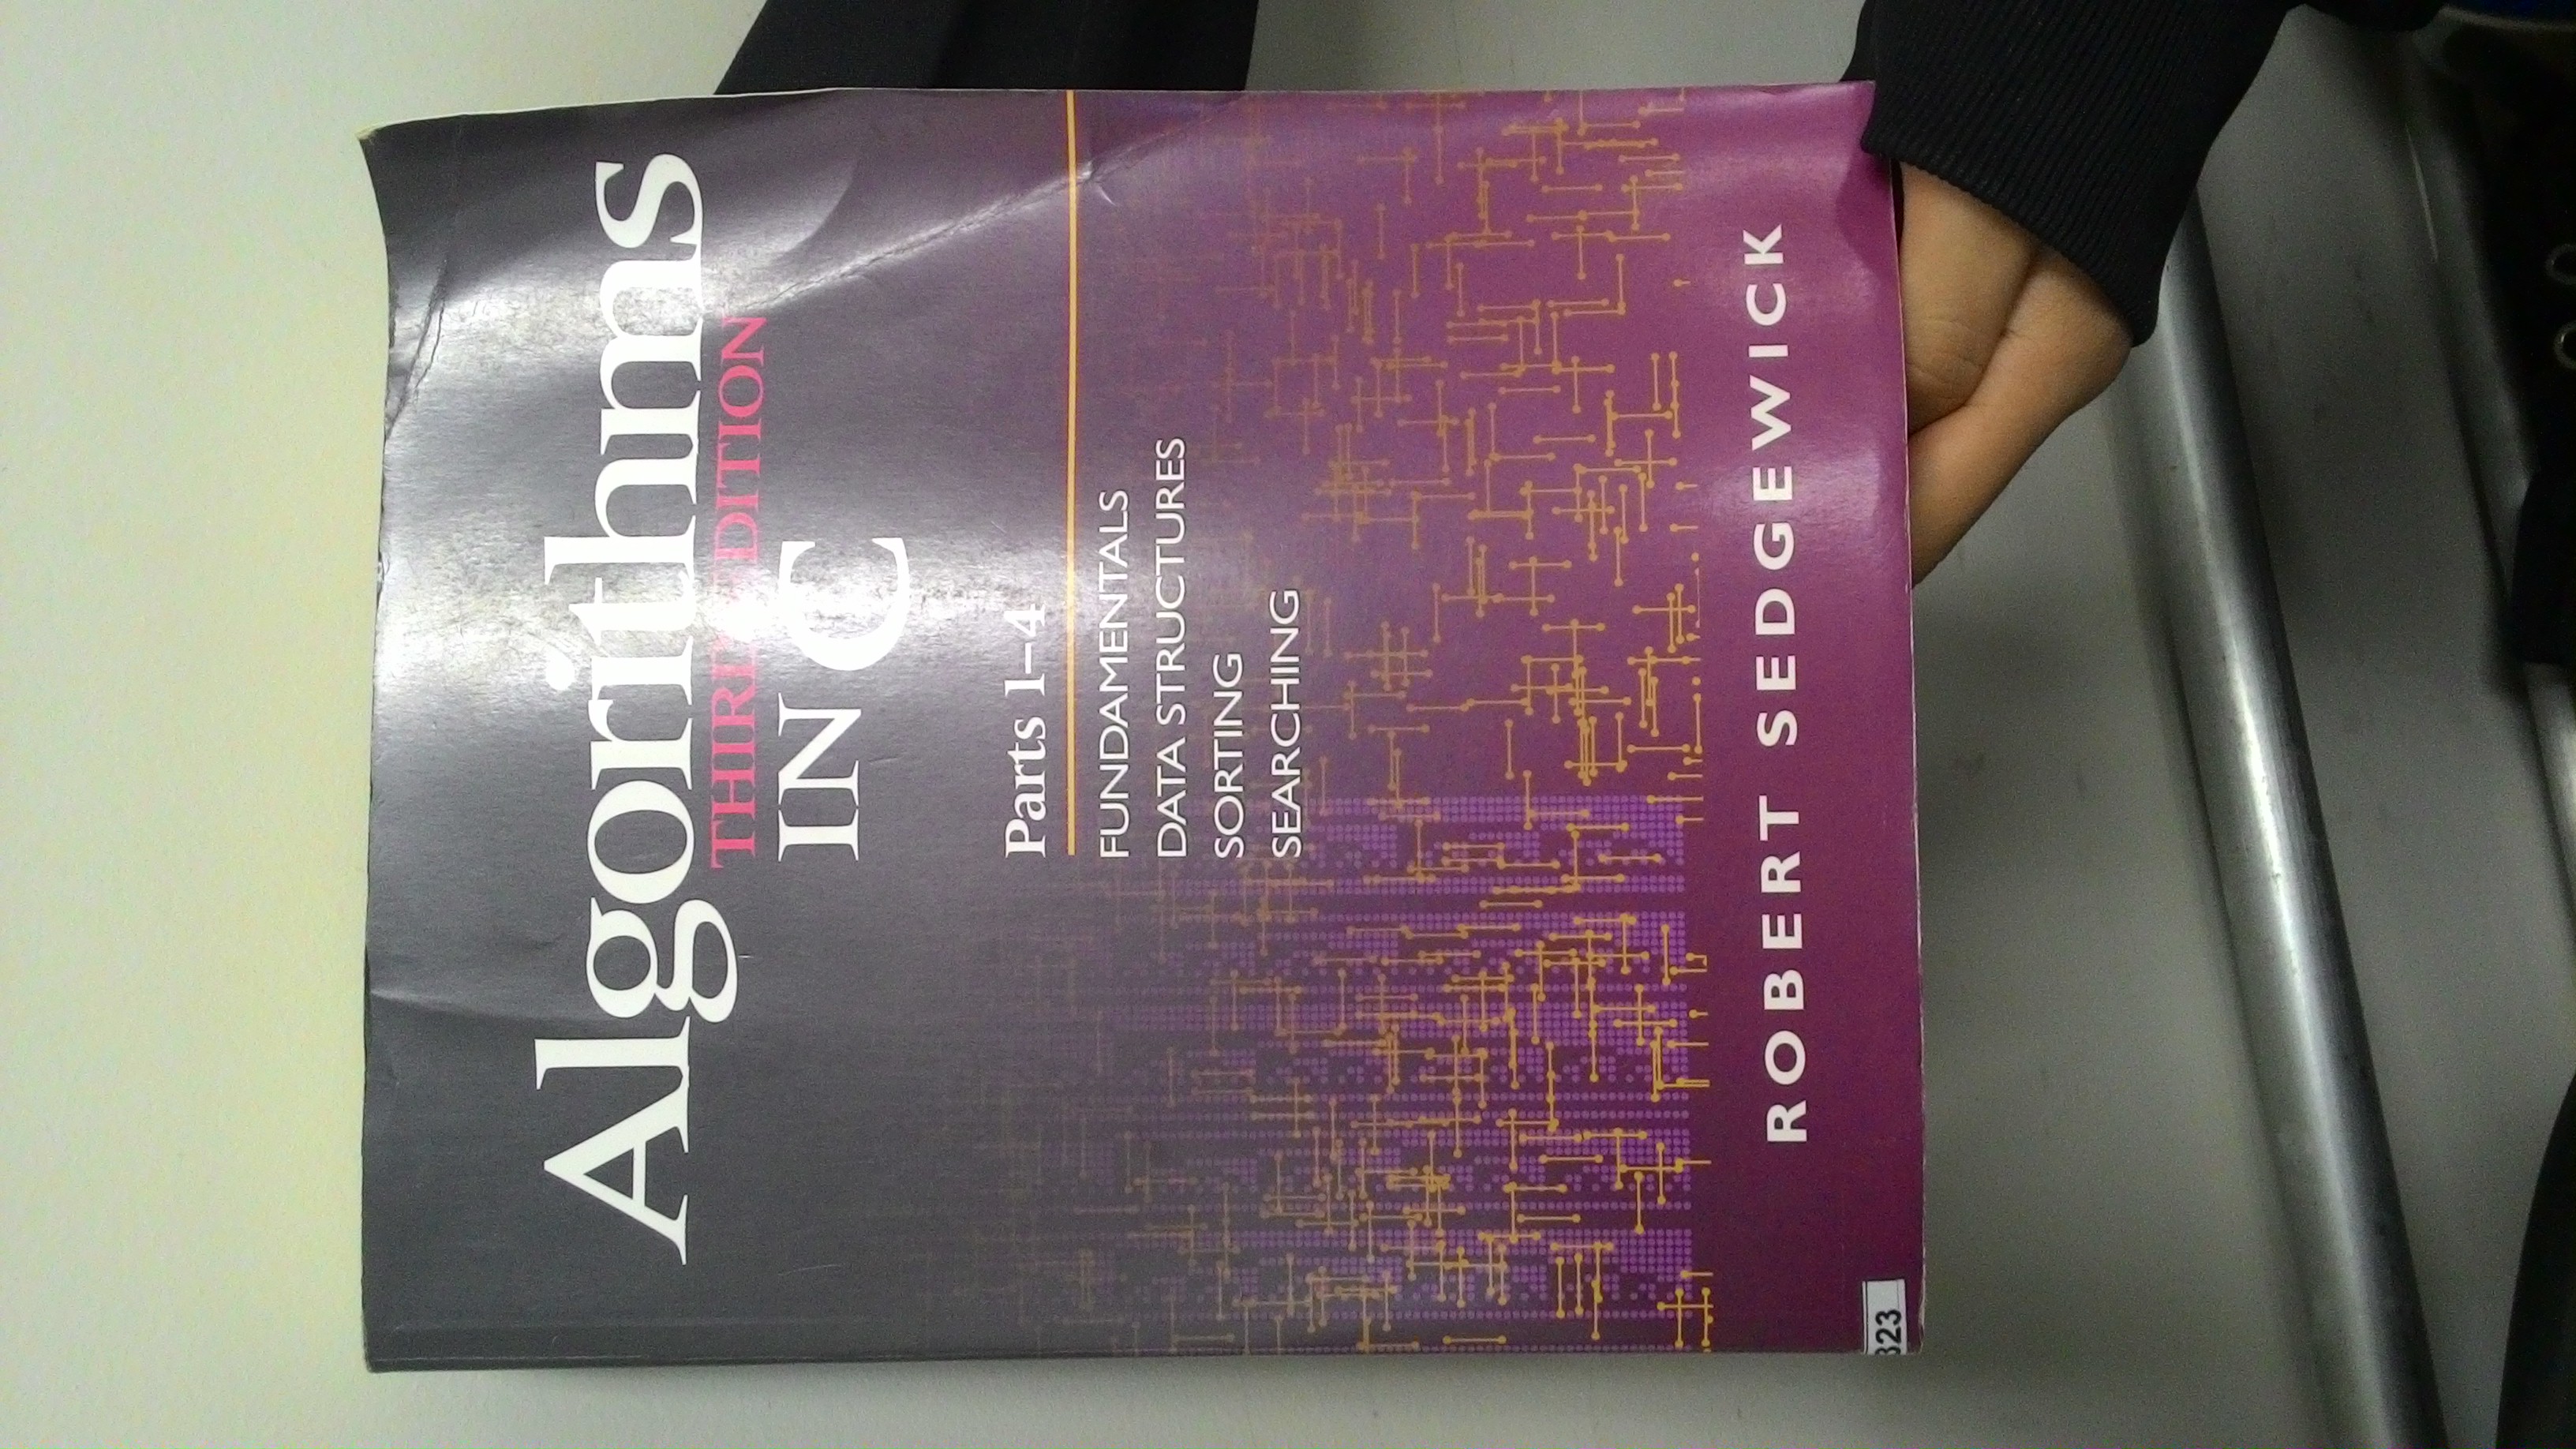 Algorithms
THIRD EDITION
IN C
Parts 1–4
FUNDAMENTALS
DATA STRUCTURES
SORTING
SEARCHING
ROBERT SEDGEWICK
323